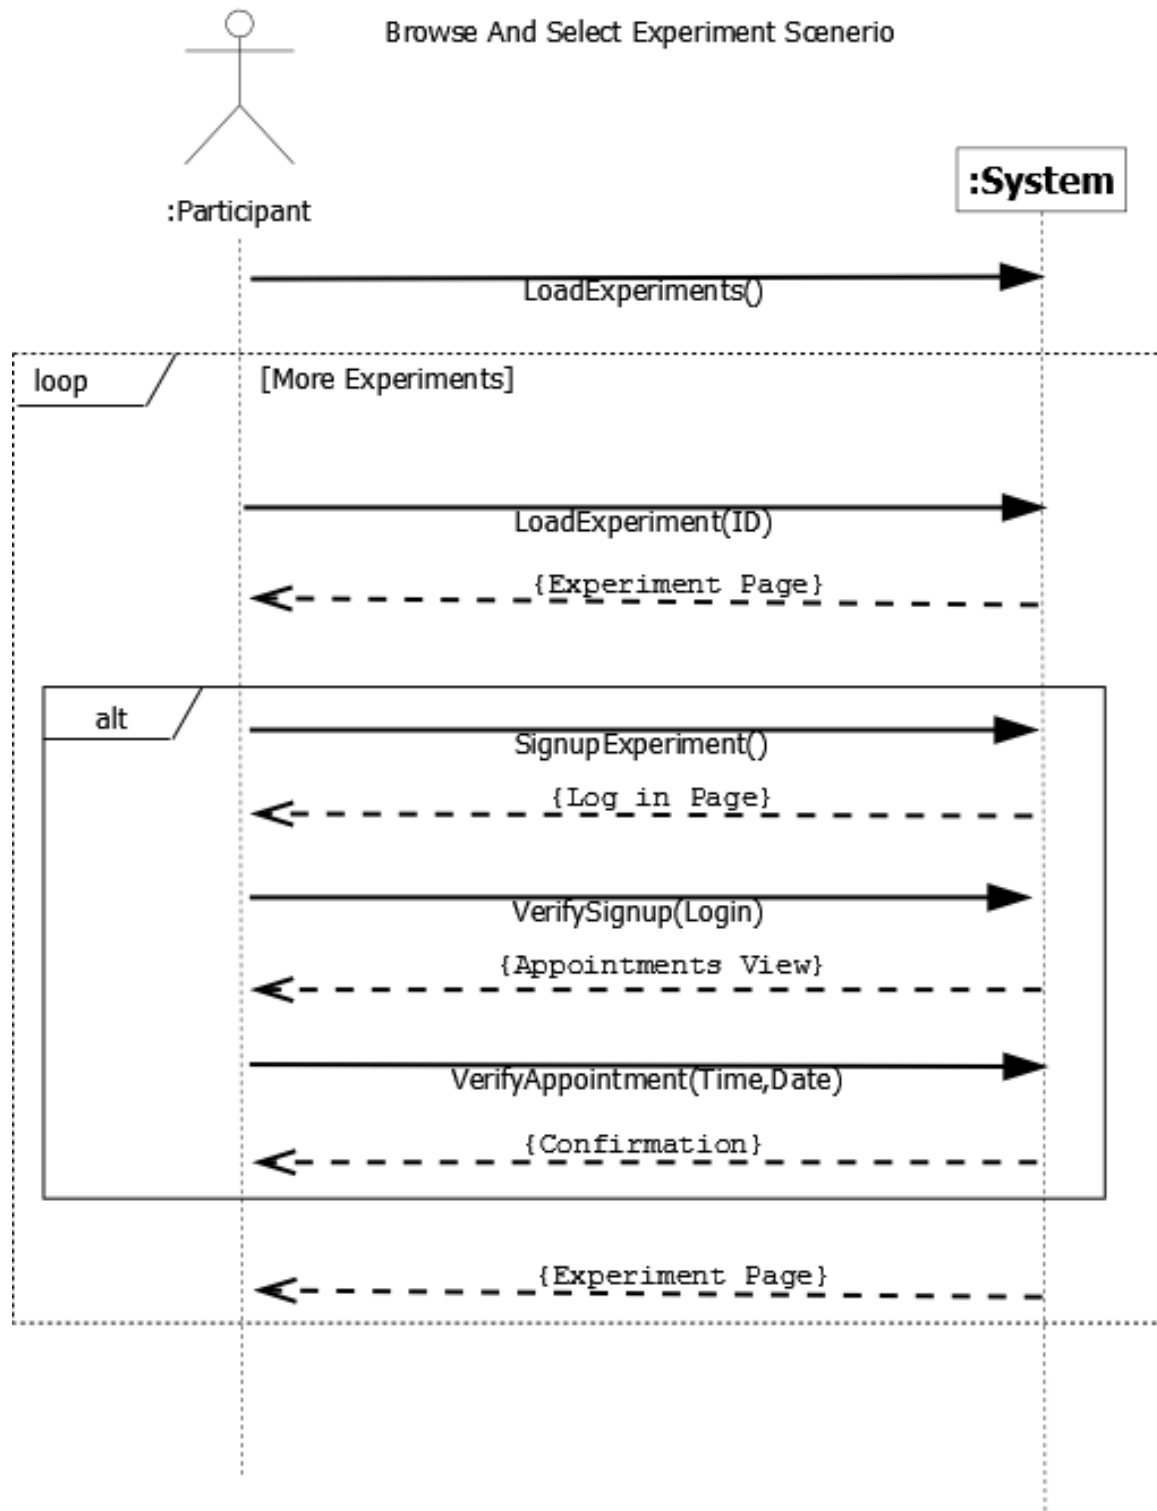 Browse And Select Experiment Scenerio
:System
:Participant
LoadExperiments()
loop
[More Experiments]
LoadExperiment(ID)
{Experiment Page}
alt
SignupExperiment()
{Log in Page}
VerifySignup(Login)
{Appointments View}
VerifyAppointment(Time,Date)
{Confirmation}
{Experiment Page}